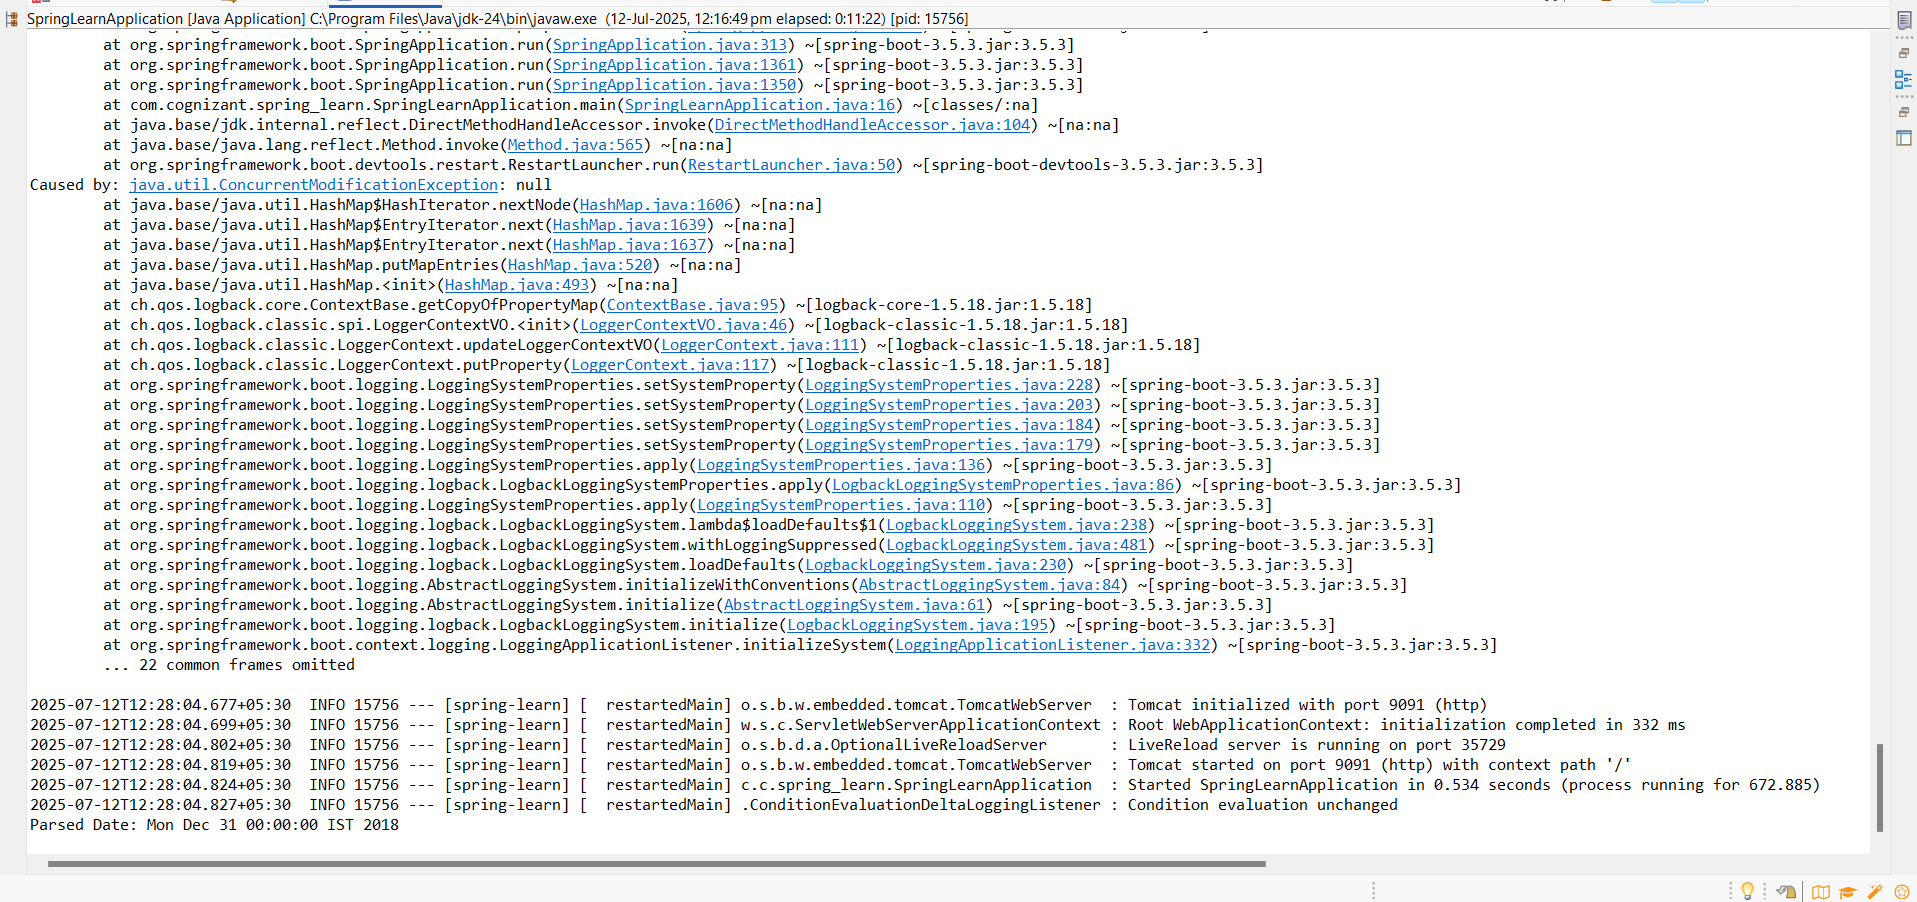 SpringLearnApplication [Java Application] C:\Program Files\Java\jdk-24\bin\javaw.exe (12-Jul-2025, 12:16:49 pm elapsed: 0:11:22) [pid: 15756]
at org.springframework.boot.SpringApplication.run(SpringApplication.java:313) ~[spring-boot-3.5.3.jar:3.5.3]
at org.springframework.boot.SpringApplication.run(SpringApplication.java:1361) ~[spring-boot-3.5.3.jar:3.5.3]
at org.springframework.boot.SpringApplication.run(SpringApplication.java:1350) ~[spring-boot-3.5.3.jar:3.5.3]
at com.cognizant.spring_learn.SpringLearnApplication.main(SpringLearnApplication.java:16) ~[classes/:na]
at java.base/jdk.internal.reflect.DirectMethodHandleAccessor.invoke(DirectMethodHandleAccessor.java:104) ~[na:na]
at java.base/java.lang.reflect.Method.invoke(Method.java:565) ~[na:na]
at org.springframework.boot.devtools.restart.RestartLauncher.run(RestartLauncher.java:50) ~[spring-boot-devtools-3.5.3.jar:3.5.3]
Caused by: java.util.ConcurrentModificationException: null
at java.base/java.util.HashMap$HashIterator.nextNode(HashMap.java:1606) ~[na:na]
at java.base/java.util.HashMap$EntryIterator.next(HashMap.java:1639) ~[na:na]
at java.base/java.util.HashMap$EntryIterator.next(HashMap.java:1637) ~[na:na]
at java.base/java.util.HashMap.putMapEntries(HashMap.java:520) ~[na:na]
at java.base/java.util.HashMap.<init>(HashMap.java:493) ~[na:na]
at ch.qos.logback.core.ContextBase.getCopyOfPropertyMap(ContextBase.java:95) ~[logback-core-1.5.18.jar:1.5.18]
at ch.qos.logback.classic.spi.LoggerContextVO.<init>(LoggerContextVO.java:46) ~[logback-classic-1.5.18.jar:1.5.18]
at ch.qos.logback.classic.LoggerContext.updateLoggerContextVO(LoggerContext.java:111) ~[logback-classic-1.5.18.jar:1.5.18]
at ch.qos.logback.classic.LoggerContext.putProperty(LoggerContext.java:117) ~[logback-classic-1.5.18.jar:1.5.18]
at org.springframework.boot.logging.LoggingSystemProperties.setSystemProperty(LoggingSystemProperties.java:228) ~[spring-boot-3.5.3.jar:3.5.3]
at org.springframework.boot.logging.LoggingSystemProperties.setSystemProperty(LoggingSystemProperties.java:203) ~[spring-boot-3.5.3.jar:3.5.3]
at org.springframework.boot.logging.LoggingSystemProperties.setSystemProperty(LoggingSystemProperties.java:184) ~[spring-boot-3.5.3.jar:3.5.3]
at org.springframework.boot.logging.LoggingSystemProperties.setSystemProperty(LoggingSystemProperties.java:179) ~[spring-boot-3.5.3.jar:3.5.3]
at org.springframework.boot.logging.LoggingSystemProperties.apply(LoggingSystemProperties.java:136) ~[spring-boot-3.5.3.jar:3.5.3]
at org.springframework.boot.logging.logback.LogbackLoggingSystemProperties.apply(LogbackLoggingSystemProperties.java:86) ~[spring-boot-3.5.3.jar:3.5.3]
at org.springframework.boot.logging.LoggingSystemProperties.apply(LoggingSystemProperties.java:110) ~[spring-boot-3.5.3.jar:3.5.3]
at org.springframework.boot.logging.logback.LogbackLoggingSystem.lambda$loadDefaults$1(LogbackLoggingSystem.java:238) ~[spring-boot-3.5.3.jar:3.5.3]
at org.springframework.boot.logging.logback.LogbackLoggingSystem.withLoggingSuppressed(LogbackLoggingSystem.java:481) ~[spring-boot-3.5.3.jar:3.5.3]
at org.springframework.boot.logging.logback.LogbackLoggingSystem.loadDefaults(LogbackLoggingSystem.java:230) ~[spring-boot-3.5.3.jar:3.5.3]
at org.springframework.boot.logging.AbstractLoggingSystem.initializeWithConventions(AbstractLoggingSystem.java:84) ~[spring-boot-3.5.3.jar:3.5.3]
at org.springframework.boot.logging.AbstractLoggingSystem.initialize(AbstractLoggingSystem.java:61) ~[spring-boot-3.5.3.jar:3.5.3]
at org.springframework.boot.logging.logback.LogbackLoggingSystem.initialize(LogbackLoggingSystem.java:195) ~[spring-boot-3.5.3.jar:3.5.3]
at org.springframework.boot.context.logging.LoggingApplicationListener.initializeSystem(LoggingApplicationListener.java:332) ~[spring-boot-3.5.3.jar:3.5.3]
... 22 common frames omitted
2025-07-12T12:28:04.677+05:30  INFO 15756 --- [spring-learn] [  restartedMain] o.s.b.w.embedded.tomcat.TomcatWebServer  : Tomcat initialized with port 9091 (http)
2025-07-12T12:28:04.699+05:30  INFO 15756 --- [spring-learn] [  restartedMain] w.s.c.ServletWebServerApplicationContext : Root WebApplicationContext: initialization completed in 332 ms
2025-07-12T12:28:04.802+05:30  INFO 15756 --- [spring-learn] [  restartedMain] o.s.b.d.a.OptionalLiveReloadServer       : LiveReload server is running on port 35729
2025-07-12T12:28:04.819+05:30  INFO 15756 --- [spring-learn] [  restartedMain] o.s.b.w.embedded.tomcat.TomcatWebServer  : Tomcat started on port 9091 (http) with context path '/'
2025-07-12T12:28:04.824+05:30  INFO 15756 --- [spring-learn] [  restartedMain] c.c.spring_learn.SpringLearnApplication  : Started SpringLearnApplication in 0.534 seconds (process running for 672.885)
2025-07-12T12:28:04.827+05:30  INFO 15756 --- [spring-learn] [  restartedMain] .ConditionEvaluationDeltaLoggingListener : Condition evaluation unchanged
Parsed Date: Mon Dec 31 00:00:00 IST 2018